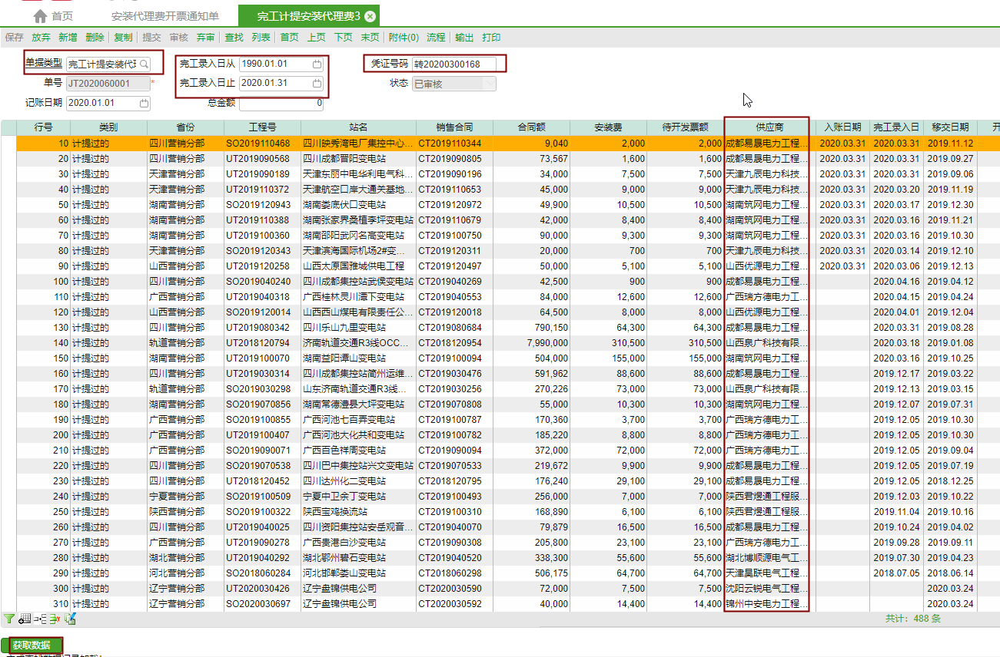 首页 安装代理费开票通知单 完工计提安装代理费3
保存 放弃 新增 删除 复制 提交 审核 弃审 查找 列表 首页 上页 下页 末页 附件(0) 流程 输出 打印
单据类型 完工计提安装代理 完工录入日从 1990.01.01 凭证号码 转20200300168
单号 JT2020060001 * 完工录入日止 2020.01.31 状态 已审核
记账日期 2020.01.01 总金额 0
行号 类别 省份 工程号 站名 销售合同 合同额 安装费 待开发票额 供应商 入账日期 完工录入日 移交日期 开
10 计提过的 四川营销分部 SO2019110468 四川映秀湾电厂集控中心... CT2019110344 9,040 2,000 2,000 成都易晟电力工程... 2020.03.31 2020.03.31 2019.11.12
20 计提过的 四川营销分部 UT2019090568 四川成都晋阳变电站 CT2019090805 73,567 1,600 1,600 成都易晟电力工程... 2020.03.31 2020.03.31 2019.09.27
30 计提过的 天津营销分部 UT2019090189 天津东丽中电华利电气科... CT2019090196 34,000 7,500 7,500 天津九辰电力科技... 2020.03.31 2020.03.31 2019.09.06
40 计提过的 天津营销分部 UT2019110372 天津航空口岸大通关基地... CT2019110653 45,000 9,000 9,000 天津九辰电力科技... 2020.03.31 2020.03.20 2019.11.19
50 计提过的 湖南营销分部 SO2019120943 湖南娄底伏口变电站 CT2019120972 49,900 10,500 10,500 湖南筑网电力工程... 2020.03.31 2020.03.17 2019.12.30
60 计提过的 湖南营销分部 UT2019110388 湖南张家界桑植李坪变电站 CT2019110679 42,000 8,400 8,400 湖南筑网电力工程... 2020.03.31 2020.03.16 2019.11.21
70 计提过的 湖南营销分部 UT2019100360 湖南邵阳武冈名高变电站 CT2019100750 90,000 9,300 9,300 湖南筑网电力工程... 2020.03.31 2020.03.16 2019.10.30
80 计提过的 天津营销分部 SO2019120343 天津滨海国际机场2#变... CT2019120311 20,000 700 700 天津九辰电力科技... 2020.03.31 2020.03.14 2019.12.10
90 计提过的 山西营销分部 UT2019120258 山西太原国雅城供电工程 CT2019120497 50,000 5,100 5,100 山西优源电力工程... 2020.03.31 2020.03.06 2019.12.13
100 计提过的 四川营销分部 SO2019040240 四川成都集控站武侯变电站 CT2019040269 42,500 900 900 成都易晟电力工程... 2020.04.16 2019.04.12
110 计提过的 广西营销分部 UT2019040318 广西桂林灵川潭下变电站 CT2019040553 84,000 12,600 12,600 广西瑞方德电力工... 2020.04.15 2019.04.24
120 计提过的 山西营销分部 SO2019120014 山西西山煤电有限责任公... CT2019120018 64,500 8,000 8,000 山西优源电力工程... 2020.04.01 2019.12.04
130 计提过的 四川营销分部 UT2019080342 四川乐山九里变电站 CT2019080684 790,150 64,300 64,300 成都易晟电力工程... 2020.03.31 2019.08.28
140 计提过的 轨道营销分部 UT2018120794 济南轨道交通R3线OCC... CT2018120954 7,990,000 310,500 310,500 山西泉广科技有限... 2020.03.18 2019.01.08
150 计提过的 湖南营销分部 UT2019100070 湖南益阳谭山变电站 CT2019100094 504,000 155,000 155,000 湖南筑网电力工程... 2020.03.16 2019.10.25
160 计提过的 四川营销分部 UT2019030314 四川成都集控站简州运维... CT2019030476 591,962 88,600 88,600 成都易晟电力工程... 2019.12.17 2019.03.22
170 计提过的 轨道营销分部 SO2019030298 山东济南轨道交通R3线... CT2019030256 270,226 73,000 73,000 山西泉广科技有限... 2019.12.13 2019.03.15
180 计提过的 湖南营销分部 SO2019070856 湖南常德澧县大坪变电站 CT2019070808 55,000 10,300 10,300 湖南筑网电力工程... 2019.12.07 2019.07.31
190 计提过的 广西营销分部 SO2019100855 广西河池七百弄变电站 CT2019100787 170,360 3,700 3,700 广西瑞方德电力工... 2019.12.05 2019.10.30
200 计提过的 广西营销分部 UT2019100407 广西河池大化共和变电站 CT2019100782 185,220 8,800 8,800 广西瑞方德电力工... 2019.12.05 2019.10.30
210 计提过的 广西营销分部 SO2019090071 广西百色祥周变电站 CT2019090094 372,000 72,000 72,000 广西瑞方德电力工... 2019.12.05 2019.09.04
220 计提过的 四川营销分部 SO2019070538 四川巴中集控站兴文变电站 CT2019070533 219,672 9,900 9,900 成都易晟电力工程... 2019.12.05 2019.07.19
230 计提过的 四川营销分部 UT2018120452 四川达州化二变电站 CT2018120795 176,240 29,100 29,100 成都易晟电力工程... 2019.12.05 2018.12.25
240 计提过的 宁夏营销分部 SO2019100509 宁夏中卫余丁变电站 CT2019100493 256,000 7,000 7,000 陕西君煜通工程服... 2019.12.03 2019.10.22
250 计提过的 陕西营销分部 SO2019100322 陕西宝鸡换流站 CT2019100310 168,890 6,100 6,100 陕西君煜通工程服... 2019.11.04 2019.10.16
260 计提过的 四川营销分部 UT2019040025 四川资阳集控站安岳观音... CT2019040070 79,879 16,500 16,500 成都易晟电力工程... 2019.10.24 2019.04.02
270 计提过的 广西营销分部 UT2019090278 广西贵港白沙变电站 CT2019090308 205,800 23,100 23,100 广西瑞方德电力工... 2019.09.28 2019.09.11
280 计提过的 湖北营销分部 UT2019040292 湖北鄂州碧石变电站 CT2019040520 338,300 55,600 55,600 湖北博顺源电气工... 2019.07.30 2019.04.23
290 计提过的 河北营销分部 SO2018060284 河北邯郸娄山变电站 CT2018060298 506,175 64,700 64,700 天津昊联电气工程... 2018.07.05 2018.06.14
300 计提过的 辽宁营销分部 UT2020030426 辽宁盘锦供电公司 CT2020030590 72,000 7,500 7,500 沈阳云锐电气工程... 2020.03.24
310 计提过的 辽宁营销分部 SO2020030697 辽宁盘锦供电公司 CT2020030592 40,000 14,400 14,400 锦州中安电力工程... 2020.03.24
共计：488 条
获取数据